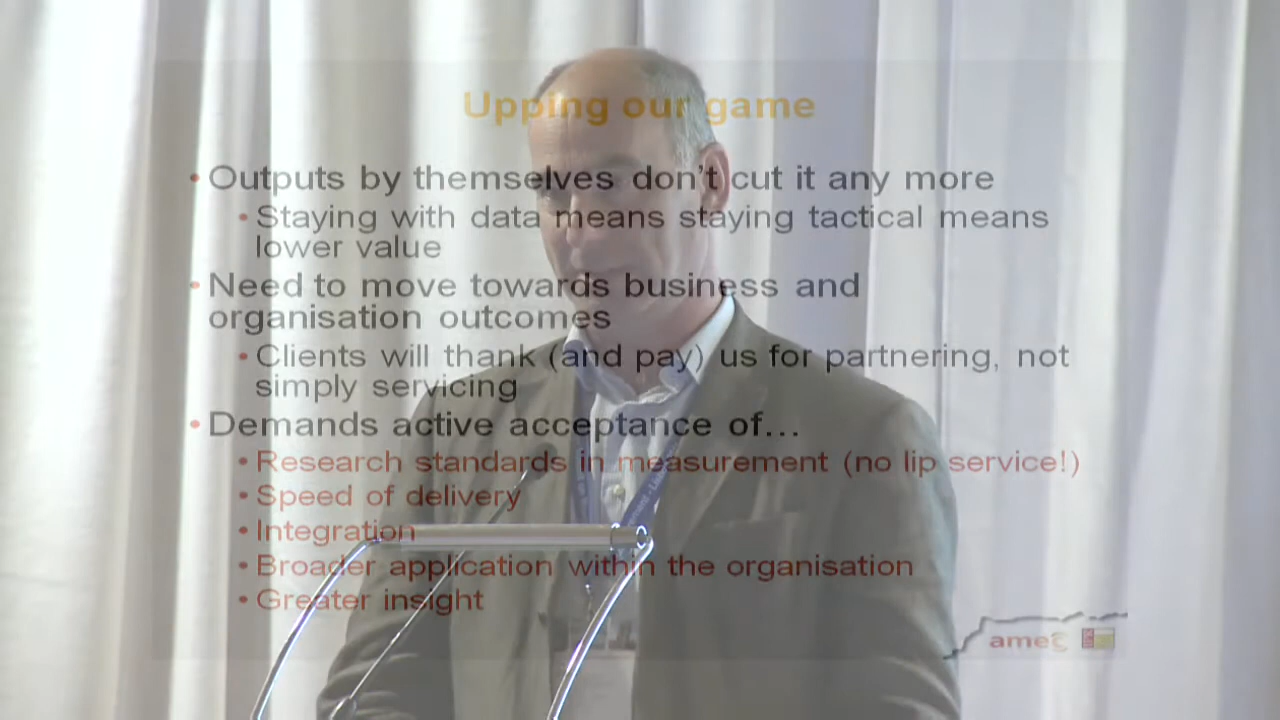 Upping our game
• Outputs by themselves don't cut it any more
• Staying with data means staying tactical means
lower value
• Need to move towards business and
organisation outcomes
• Clients will thank (and pay) us for partnering, not
simply servicing
• Demands active acceptance of...
• Research standards in measurement (no lip service!)
• Speed of delivery
• Integration
• Broader application within the organisation
• Greater insight
amec